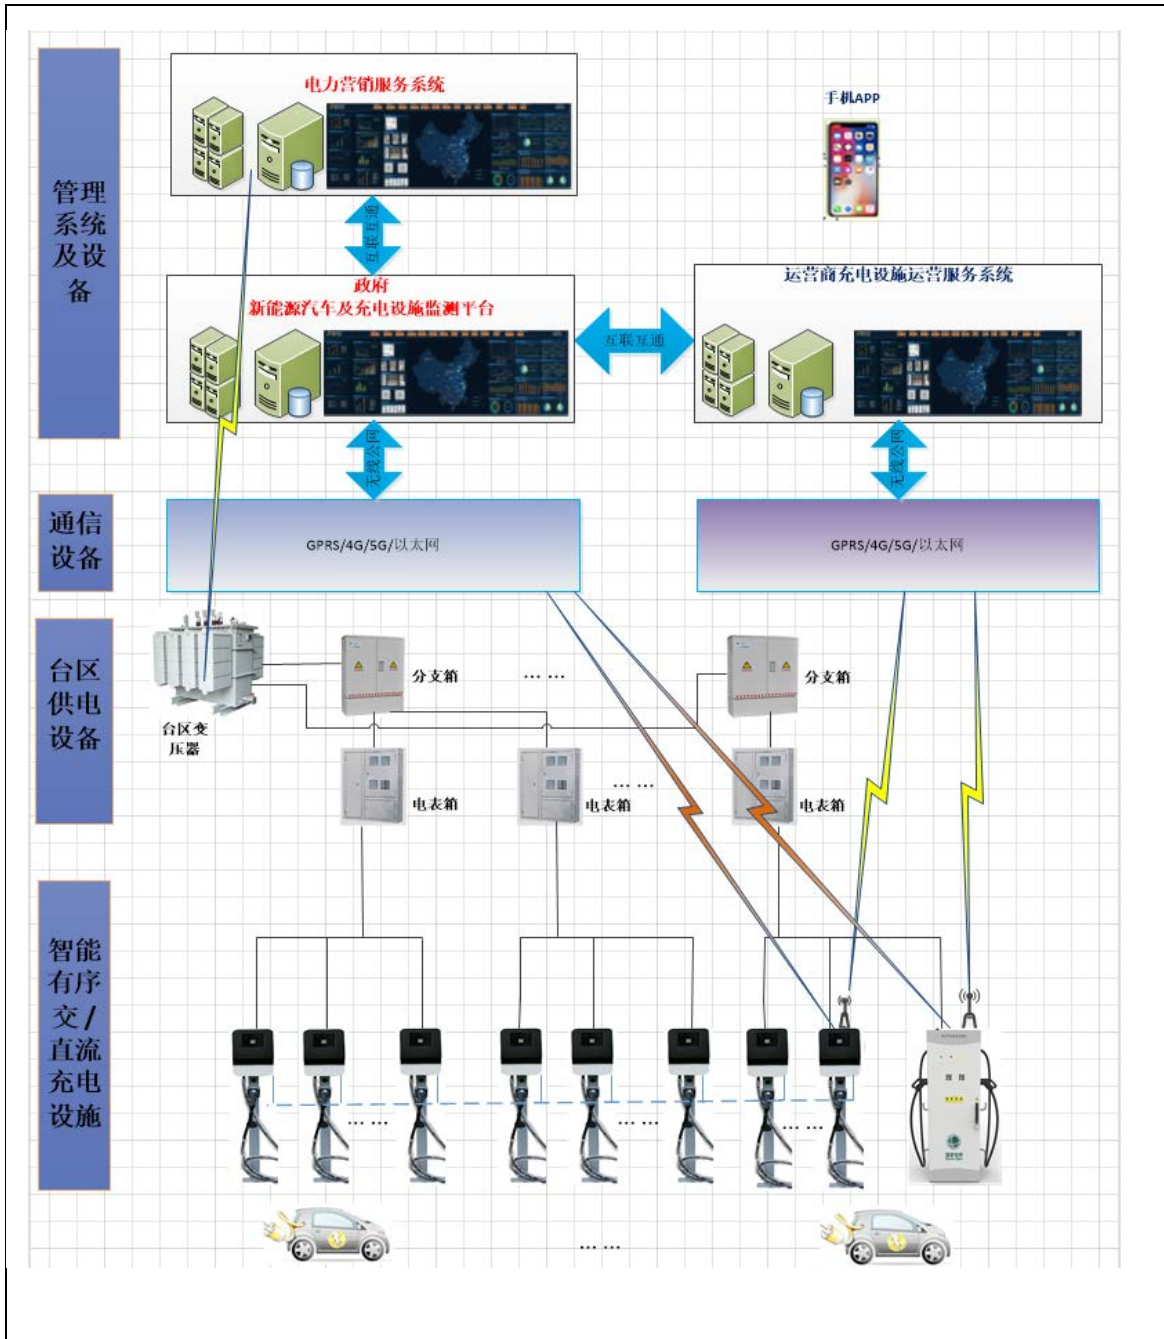 电力营销服务系统
手机APP
管理
系统
及设
备
互联互通
政府
新能源汽车及充电设施监测平台
运营商充电设施运营服务系统
互联互通
无线公网
无线公网
通信
设备
GPRS/4G/5G/以太网
GPRS/4G/5G/以太网
台区
供电
设备
分支箱
... ...
分支箱
台区变
压器
... ...
电表箱
电表箱
电表箱
智能
有序
交/
直流
充电
设施
... ...
... ...
... ...
... ...